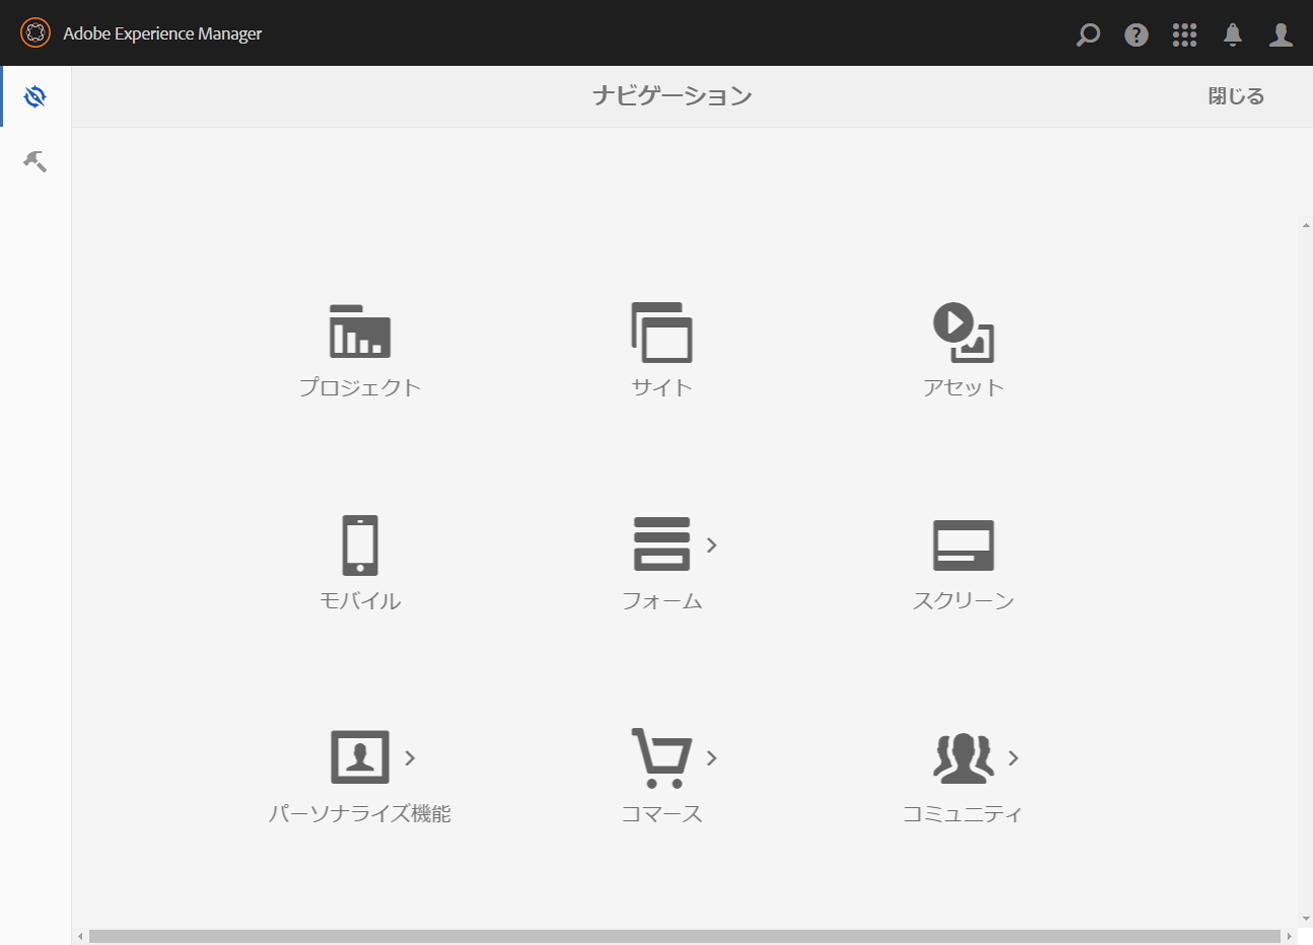 Adobe Experience Manager
ナビゲーション
閉じる
プロジェクト
サイト
アセット
モバイル
フォーム
スクリーン
パーソナライズ機能
コマース
コミュニティ